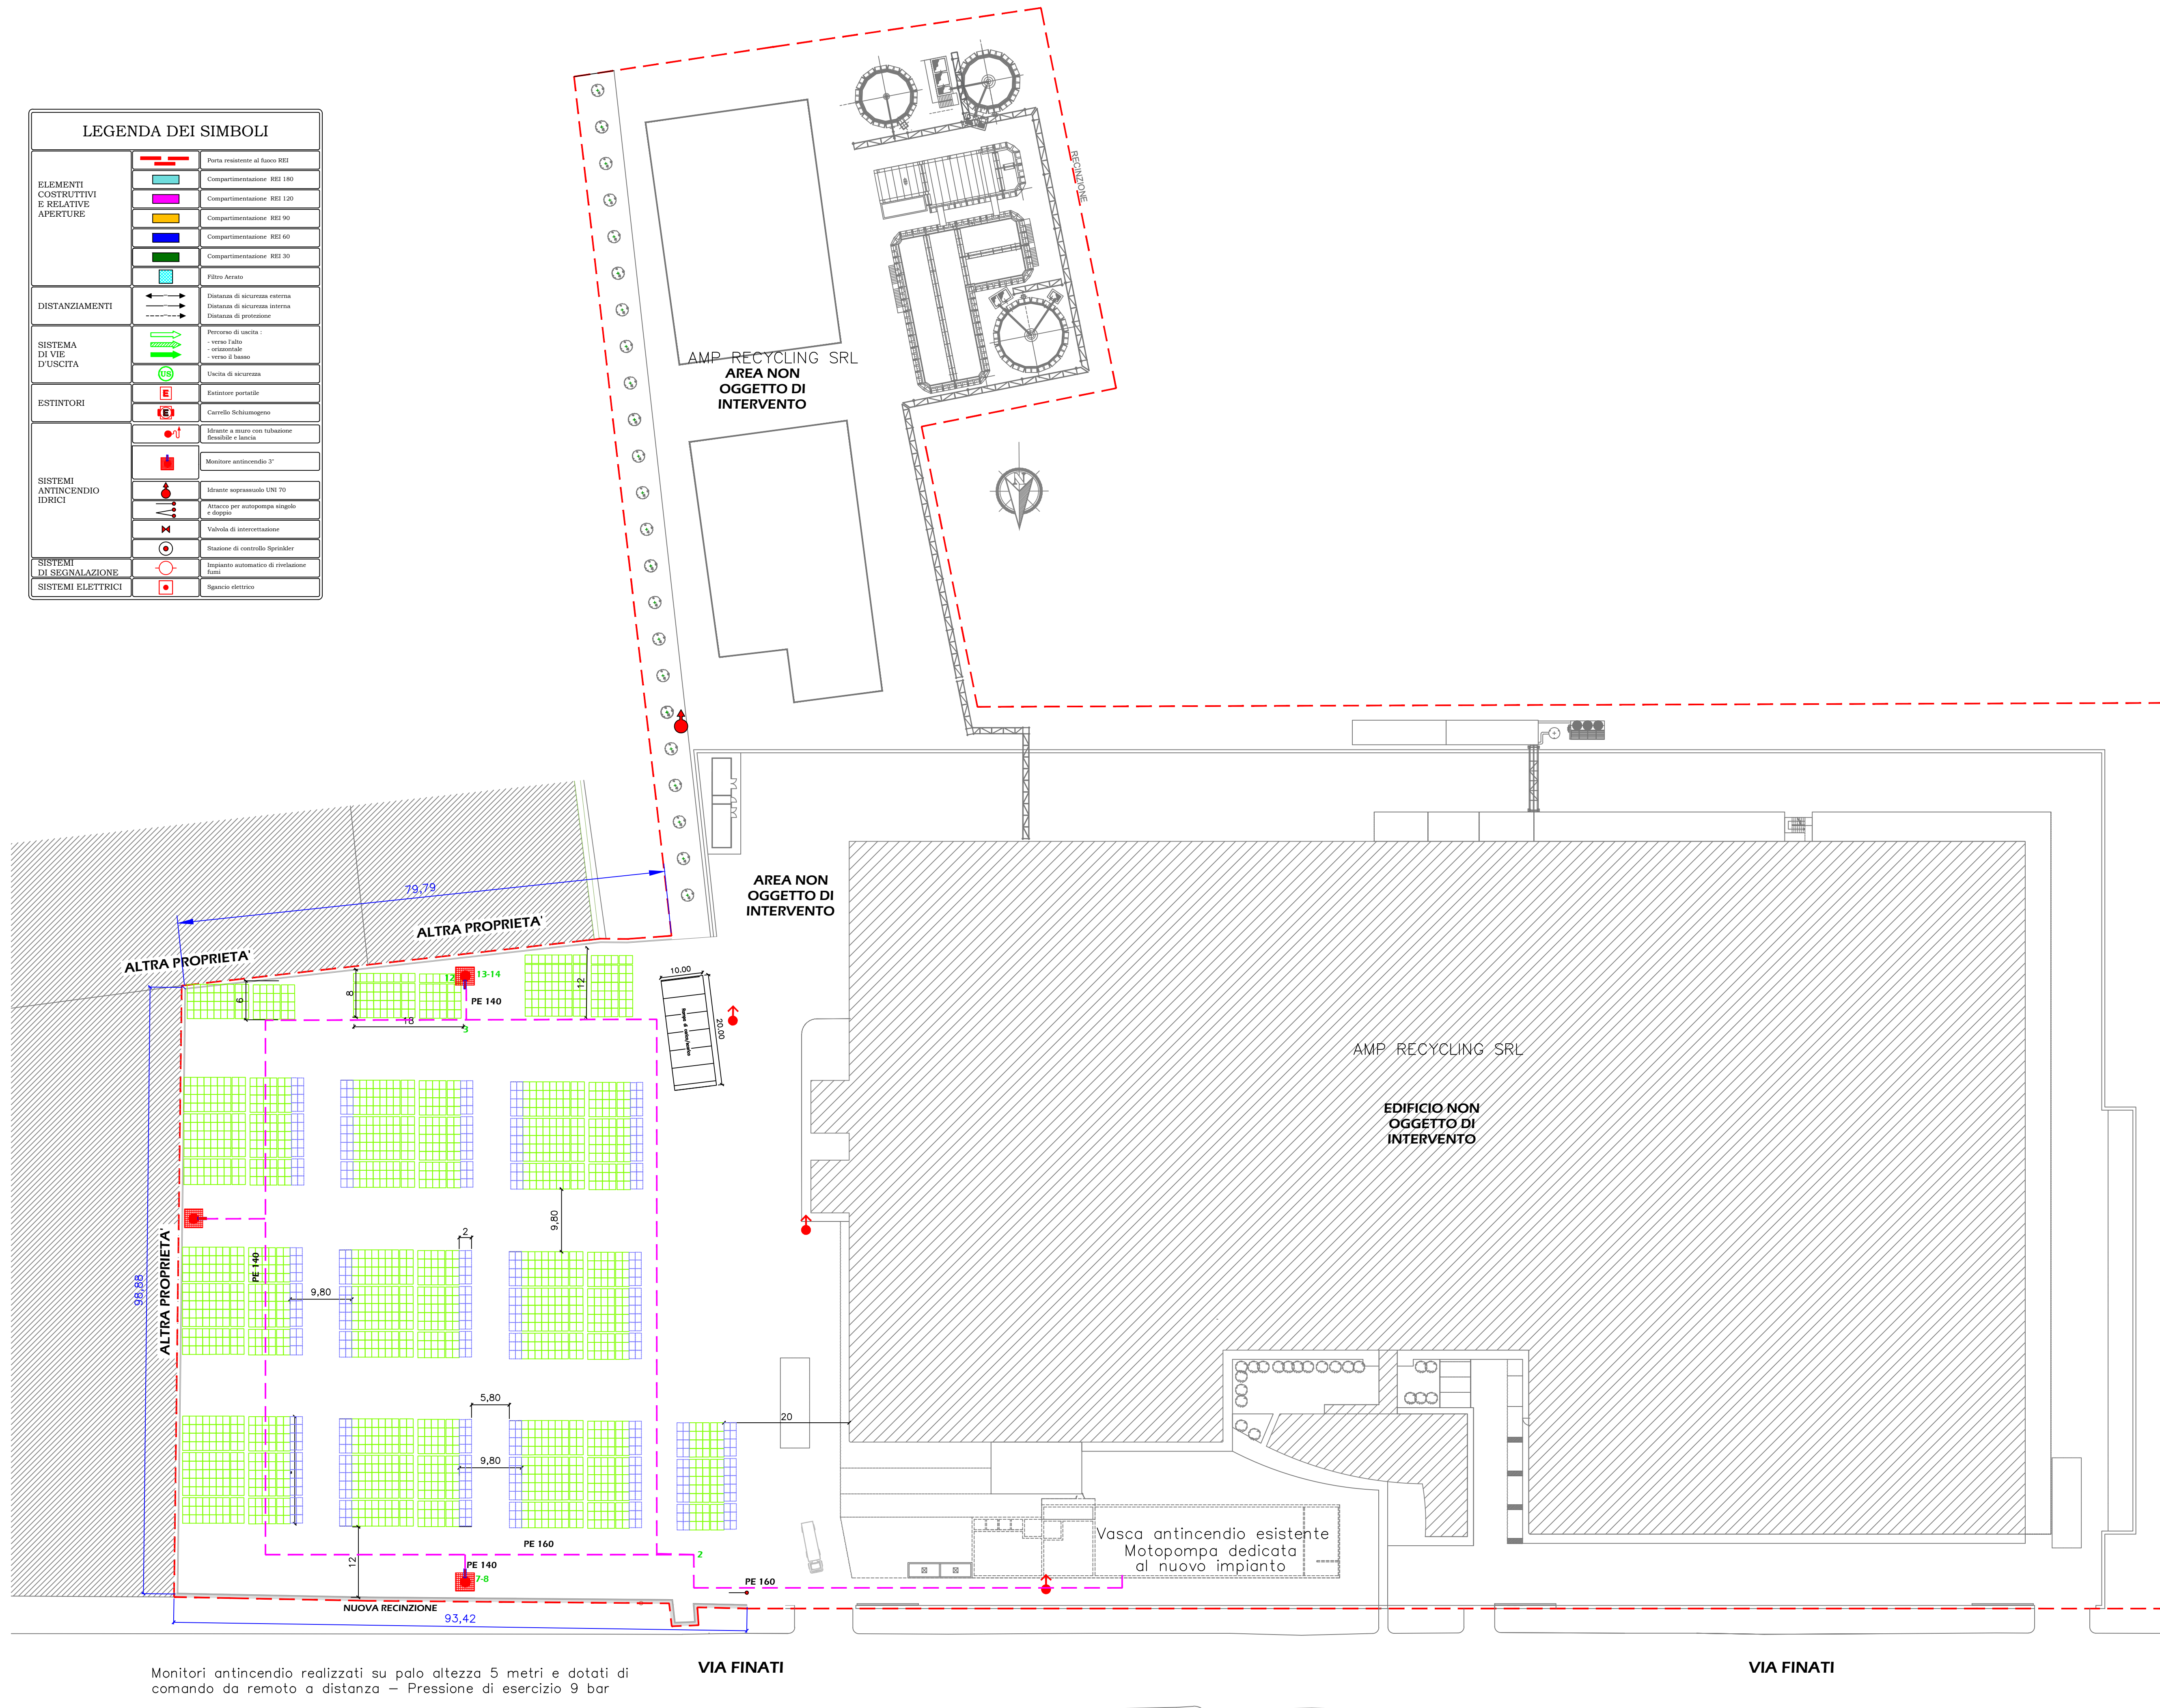 LEGENDA DEI SIMBOLI
ELEMENTI
COSTRUTTIVI
E RELATIVE
APERTURE
Porta resistente al fuoco REI
Compartimentazione REI 180
Compartimentazione REI 120
Compartimentazione REI 90
Compartimentazione REI 60
Compartimentazione REI 30
Filtro Aerato
DISTANZIAMENTI
Distanza di sicurezza esterna
Distanza di sicurezza interna
Distanza di protezione
SISTEMA
DI VIE
D'USCITA
Percorso di uscita :
- verso l'alto
- orizzontale
- verso il basso
US
Uscita di sicurezza
ESTINTORI
E
Estintore portatile
E
Carrello Schiumogeno
SISTEMI
ANTINCENDIO
IDRICI
Idrante a muro con tubazione
flessibile e lancia
Monitore antincendio 3"
Idrante soprassuolo UNI 70
Attacco per autopompa singolo
e doppio
Valvola di intercettazione
Stazione di controllo Sprinkler
SISTEMI
DI SEGNALAZIONE
Impianto automatico di rivelazione
fumi
SISTEMI ELETTRICI
Sgancio elettrico
RECINZIONE
AMP RECYCLING SRL
AREA NON
OGGETTO DI
INTERVENTO
N
79,79
ALTRA PROPRIETA'
ALTRA PROPRIETA'
AREA NON
OGGETTO DI
INTERVENTO
6
8
12
13-14
PE 140
12
18
3
10.00
20.00
AMP RECYCLING SRL
EDIFICIO NON
OGGETTO DI
INTERVENTO
9,80
2
ALTRA PROPRIETA'
98,88
PE 140
9,80
5,80
9,80
20
12
PE 160
PE 140
7-8
2
PE 160
Vasca antincendio esistente
Motopompa dedicata
al nuovo impianto
NUOVA RECINZIONE
93,42
VIA FINATI
VIA FINATI
Monitori antincendio realizzati su palo altezza 5 metri e dotati di
comando da remoto a distanza – Pressione di esercizio 9 bar